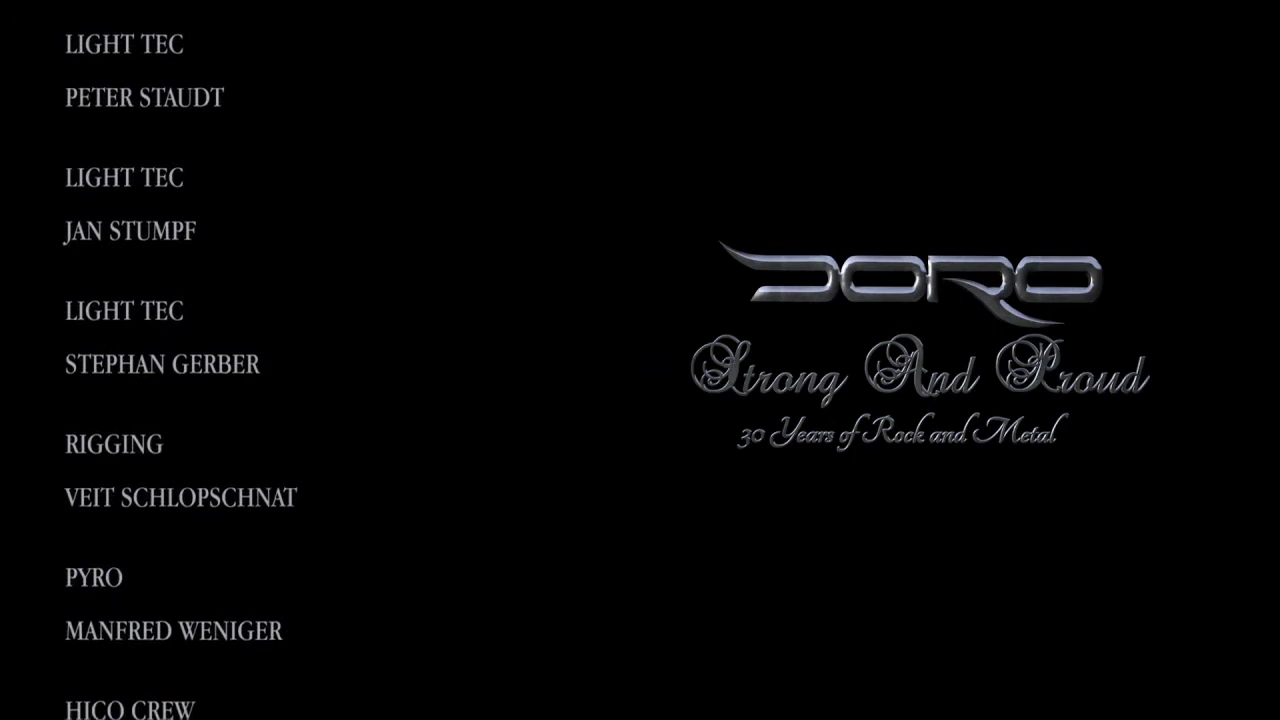 LIGHT TEC
PETER STAUDT
LIGHT TEC
JAN STUMPF
LIGHT TEC
STEPHAN GERBER
RIGGING
VEIT SCHLOPSCHNAT
PYRO
MANFRED WENIGER
HICO CREW
DORO
Strong And Proud
30 Years of Rock and Metal